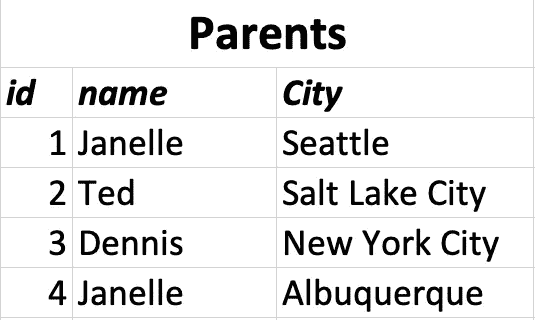 Parents
id name City
1 Janelle Seattle
2 Ted Salt Lake City
3 Dennis New York City
4 Janelle Albuquerque